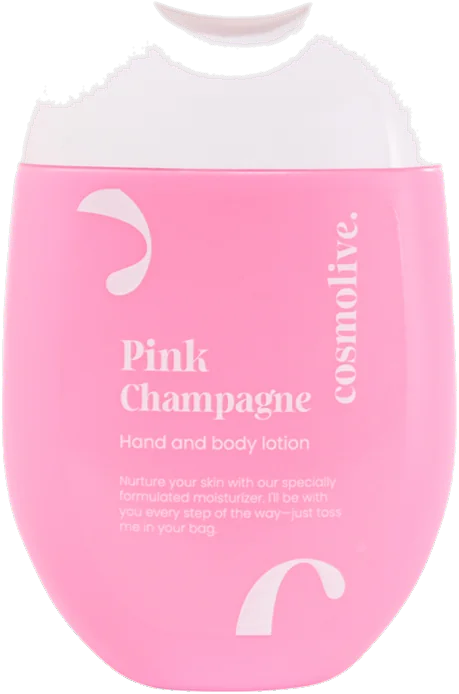 cosmolive.
Pink
Champagne
Hand and body lotion
Nurture your skin with our specially
formulated moisturizer. I'll be with
you every step of the way—just toss
me in your bag.